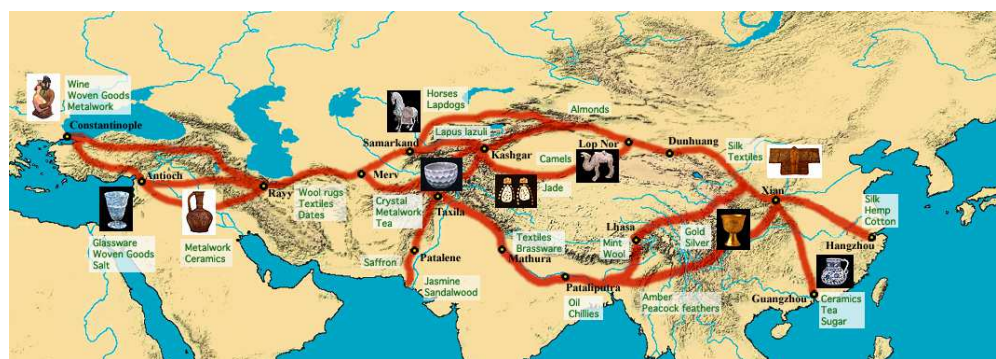 Wine
Woven Goods
Metalwork
Constantinople
Antioch
Glassware
Woven Goods
Salt
Metalwork
Ceramics
Rayy
Wool rugs
Textiles
Dates
Merv
Samarkand
Horses
Lapdogs
Lapus lazuli
Almonds
Kashgar
Camels
Jade
Lop Nor
Dunhuang
Silk
Textiles
Xian
Silk
Hemp
Cotton
Hangzhou
Crystal
Metalwork
Tea
Taxila
Saffron
Patalene
Jasmine
Sandalwood
Textiles
Brassware
Mathura
Pataliputra
Oil
Chillies
Lhasa
Mint
Wool
Gold
Silver
Amber
Peacock feathers
Guangzhou
Ceramics
Tea
Sugar